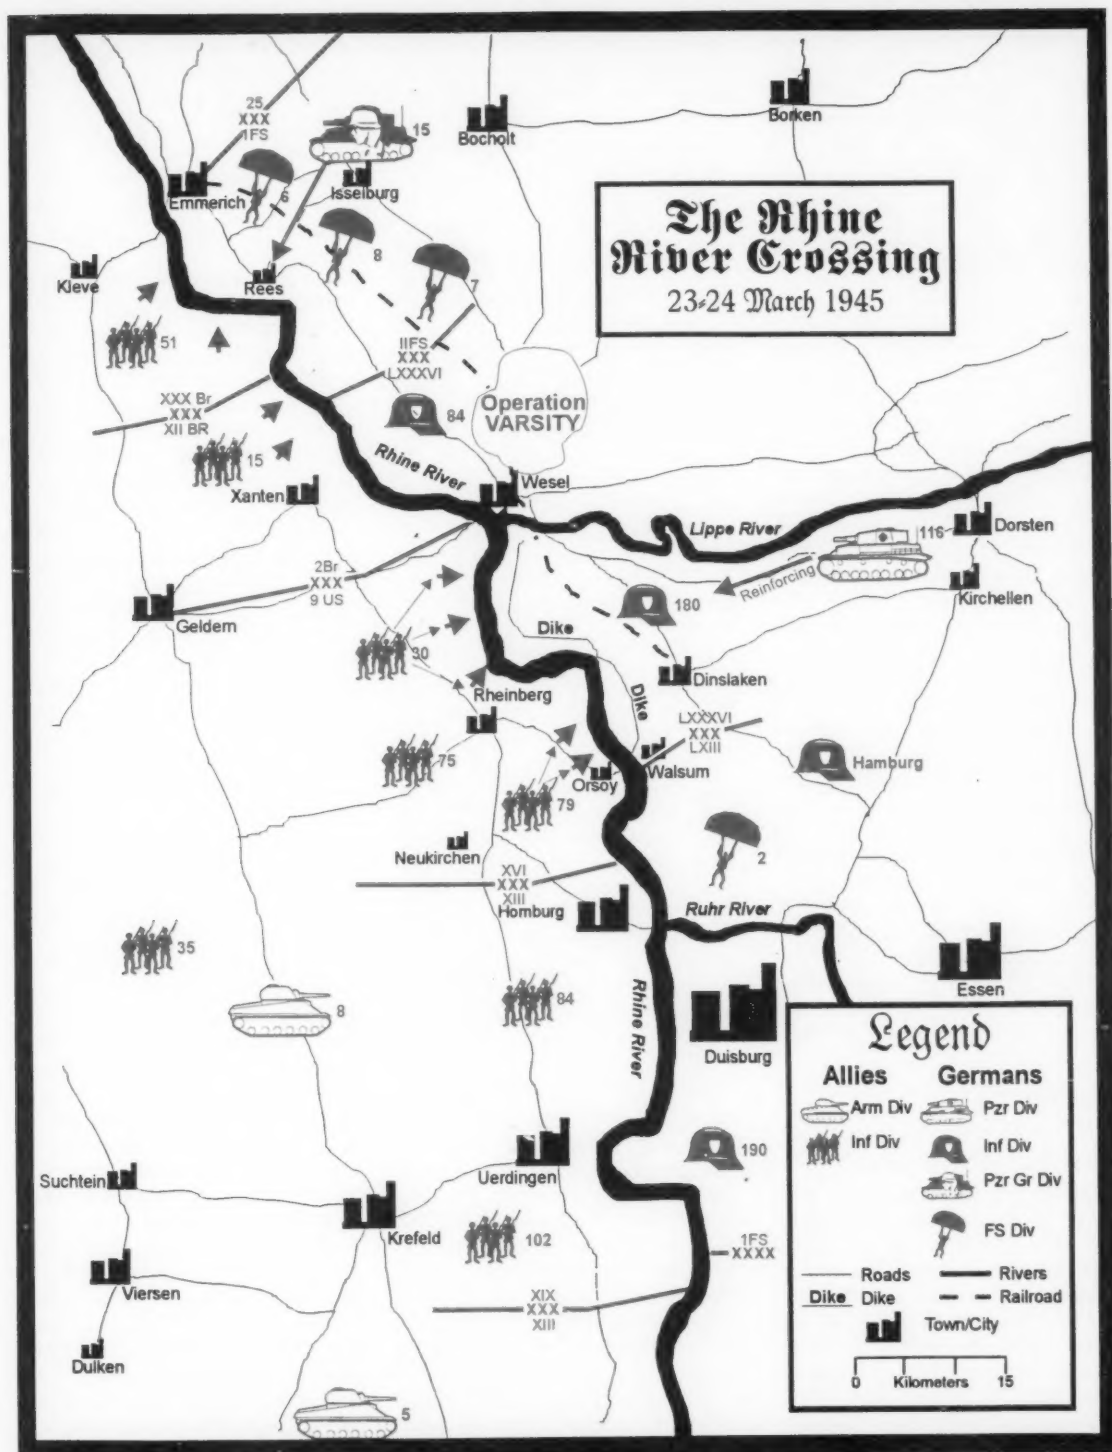 The Rhine
River Crossing
23-24 March 1945
25
XXX
1FS
15
Bocholt
Borken
Emmerich
6
Isselburg
8
7
Kleve
Rees
51
IIFS
XXX
LXXXVI
XXX Br
XXX
XII BR
84
Operation
VARSITY
15
Rhine River
Xanten
Wesel
Lippe River
116
Dorsten
2Br
XXX
9 US
Reinforcing
Geldern
180
Kirchellen
30
Dike
Dinslaken
Rheinberg
Dike
LXXXVI
XXX
LXIII
75
Orsoy
Walsum
Hamburg
79
Neukirchen
2
XVI
XXX
XIII
Homburg
Ruhr River
35
Essen
84
8
Rhine River
Duisburg
Legend
Allies
Germans
Arm Div
Pzr Div
Inf Div
Inf Div
Pzr Gr Div
FS Div
Roads
Rivers
Dike Dike
Railroad
Town/City
0 Kilometers 15
Suchtein
Uerdingen
190
Krefeld
102
1FS
XXXX
Viersen
XIX
XXX
XIII
Dulken
5